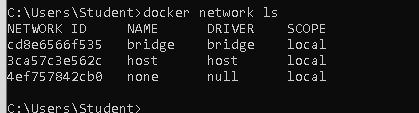 C:\Users\Student>docker network ls
NETWORK ID     NAME      DRIVER    SCOPE
cd8e6566f535   bridge    bridge    local
3ca57c3e562c   host      host      local
4ef757842cb0   none      null      local
C:\Users\Student>